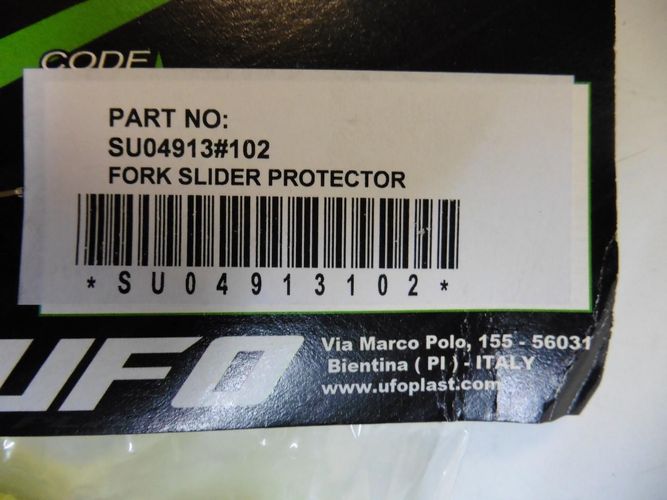 CODE
PART NO:
SU04913#102
FORK SLIDER PROTECTOR
*SU04913102*
UFO
Via Marco Polo, 155 - 56031
Bientina ( PI ) - ITALY
www.ufoplast.com